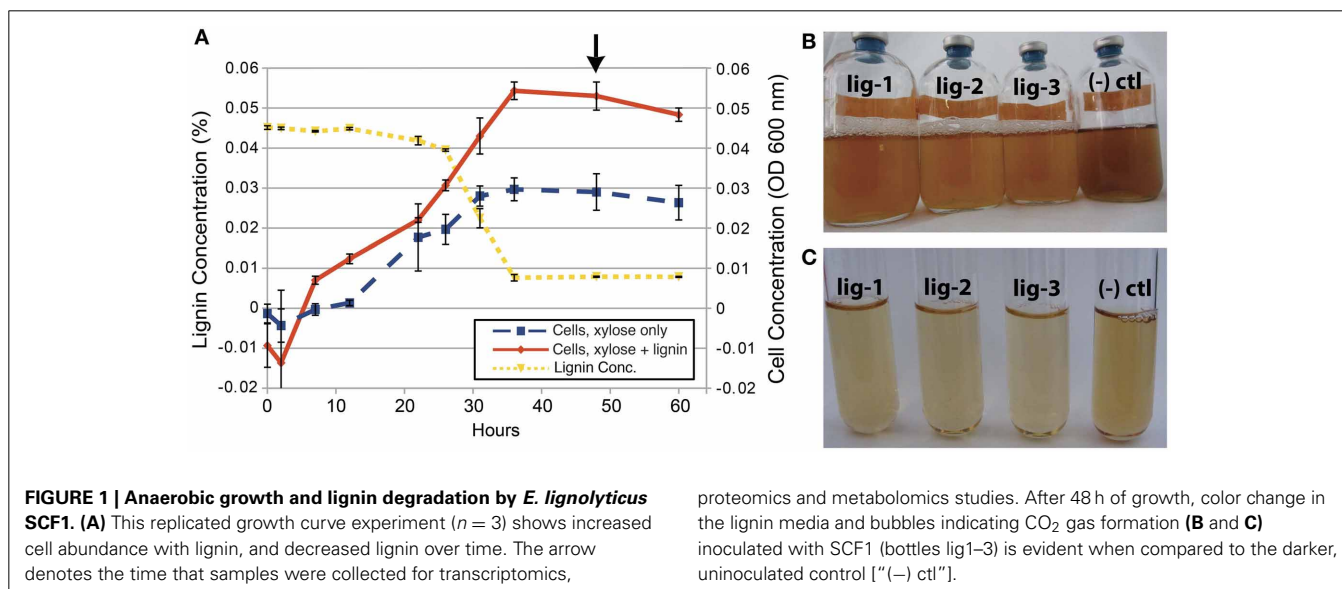 A
0.06
0.05
0.04
0.03
0.02
0.01
0
-0.01
-0.02
Lignin Concentration (%)
0.06
0.05
0.04
0.03
0.02
0.01
0
-0.01
-0.02
Cell Concentration (OD 600 nm)
Cells, xylose only
Cells, xylose + lignin
Lignin Conc.
0 10 20 30 40 50 60
Hours
B
lig-1 lig-2 lig-3 (-) ctl
C
lig-1 lig-2 lig-3 (-) ctl
FIGURE 1 | Anaerobic growth and lignin degradation by E. lignolyticus
SCF1. (A) This replicated growth curve experiment (n = 3) shows increased
cell abundance with lignin, and decreased lignin over time. The arrow
denotes the time that samples were collected for transcriptomics,
proteomics and metabolomics studies. After 48 h of growth, color change in
the lignin media and bubbles indicating CO₂ gas formation (B and C)
inoculated with SCF1 (bottles lig1–3) is evident when compared to the darker,
uninoculated control [“(−) ctl”].